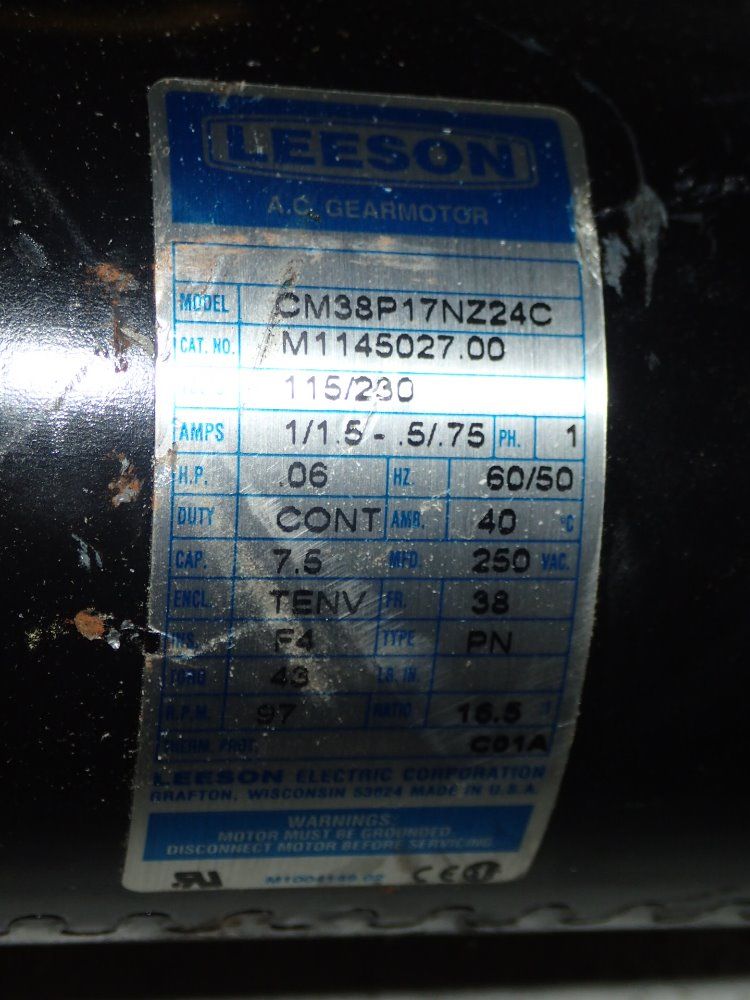 LEESON
A.C. GEARMOTOR
MODEL CM38P17NZ24C
CAT. NO. M1145027.00
115/230
AMPS 1/1.5 - .5/.75 PH. 1
H.P. .06 HZ 60/50
DUTY CONT AMB. 40 °C
CAP. 7.5 MFD 250 VAC.
ENCL. TENV FR. 38
INS. F4 TYPE PN
TORQ 43 LB. IN.
R.P.M. 97 RATIO 16.5
THERM. PROT. C01A
LEESON ELECTRIC CORPORATION
GRAFTON, WISCONSIN 53024 MADE IN U.S.A.
WARNINGS:
MOTOR MUST BE GROUNDED
DISCONNECT MOTOR BEFORE SERVICING
CE